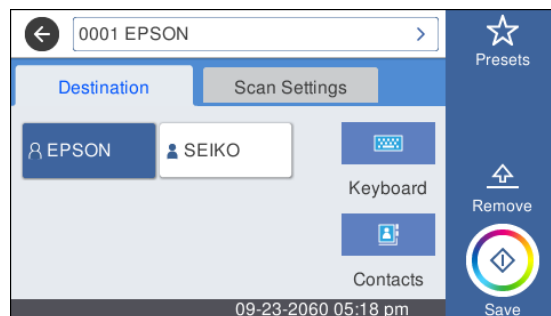 0001 EPSON
Presets
Destination
Scan Settings
EPSON
SEIKO
Keyboard
Remove
Contacts
09-23-2060 05:18 pm
Save